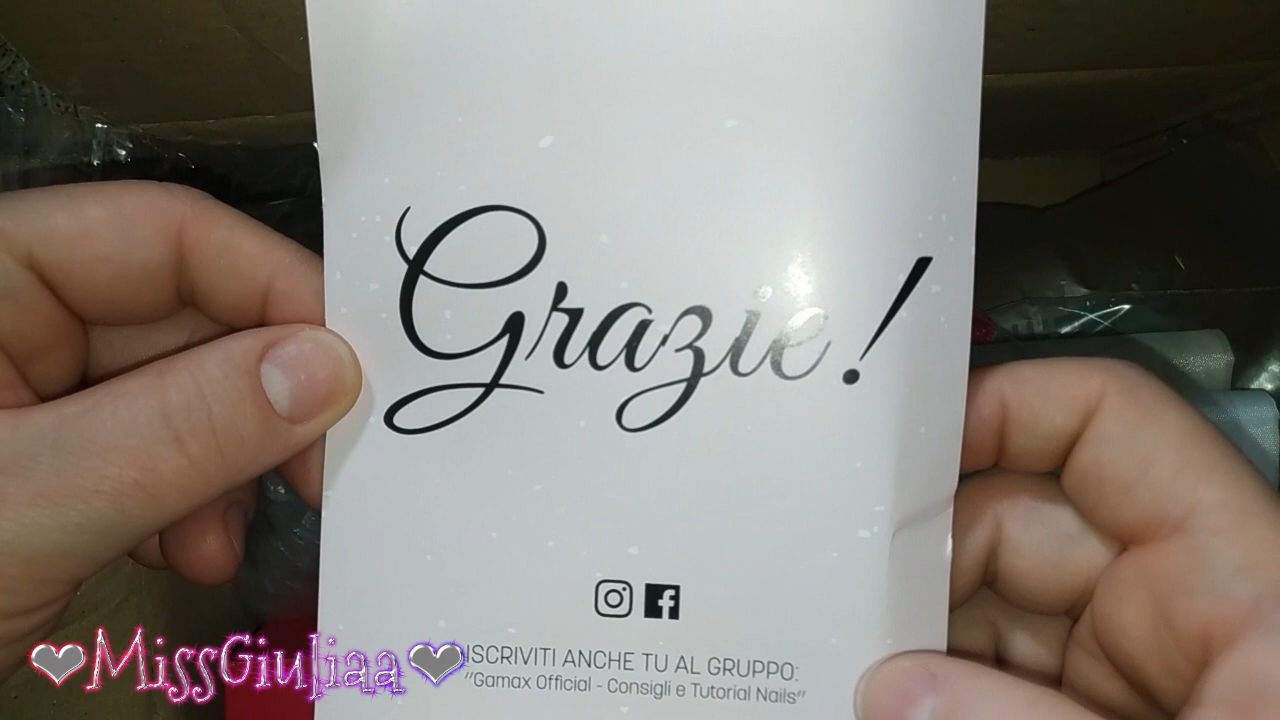 Grazie!
ISCRIVITI ANCHE TU AL GRUPPO:
"Gamax Official - Consigli e Tutorial Nails"
❤MissGiuliaa❤